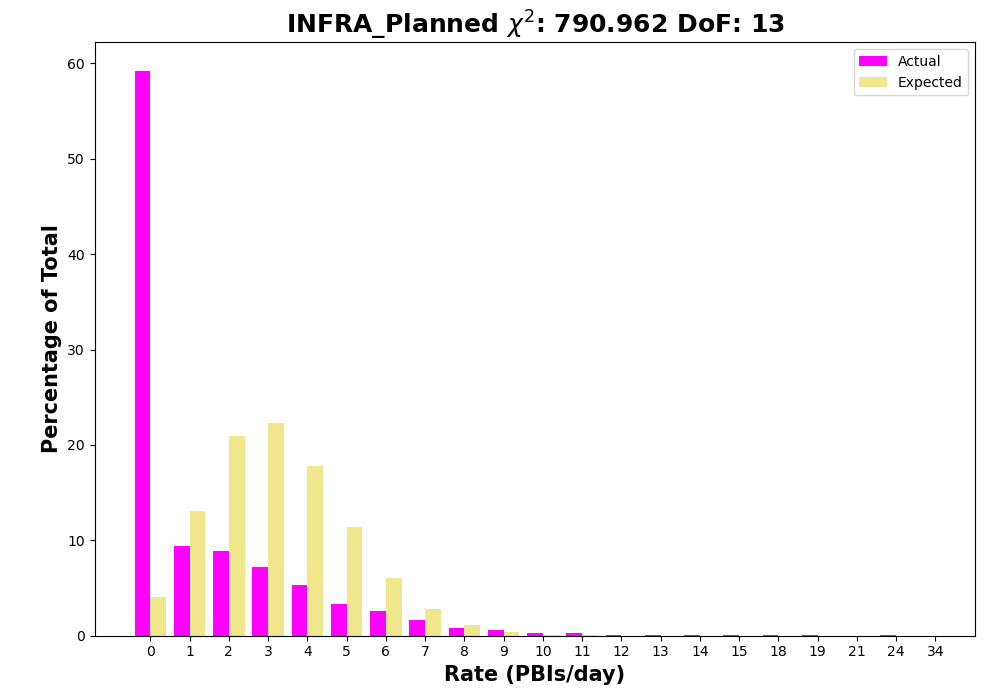 INFRA_Planned χ²: 790.962 DoF: 13
Actual
Expected
60
50
40
30
20
10
0
Percentage of Total
0 1 2 3 4 5 6 7 8 9 10 11 12 13 14 15 18 19 21 24 34
Rate (PBIs/day)